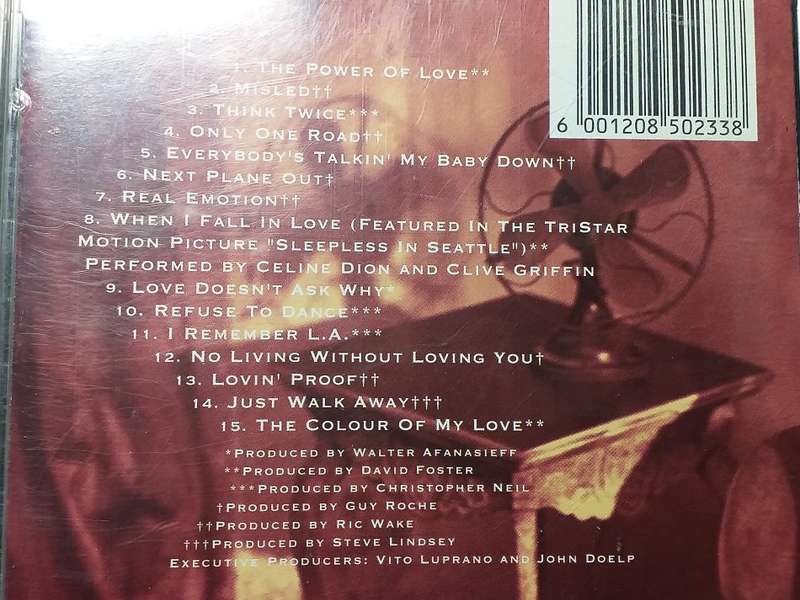 1. The Power Of Love**
2. Misled††
3. Think Twice***
4. Only One Road††
5. Everybody's Talkin' My Baby Down††
6. Next Plane Out†
7. Real Emotion††
8. When I Fall In Love (Featured In The TriStar
Motion Picture "Sleepless In Seattle")**
Performed by Celine Dion and Clive Griffin
9. Love Doesn't Ask Why*
10. Refuse To Dance***
11. I Remember L.A.***
12. No Living Without Loving You†
13. Lovin' Proof††
14. Just Walk Away†††
15. The Colour Of My Love**
*Produced by Walter Afanasieff
**Produced by David Foster
***Produced by Christopher Neil
†Produced by Guy Roche
††Produced by Ric Wake
†††Produced by Steve Lindsey
Executive Producers: Vito Luprano and John Doelp
6 001208 502338